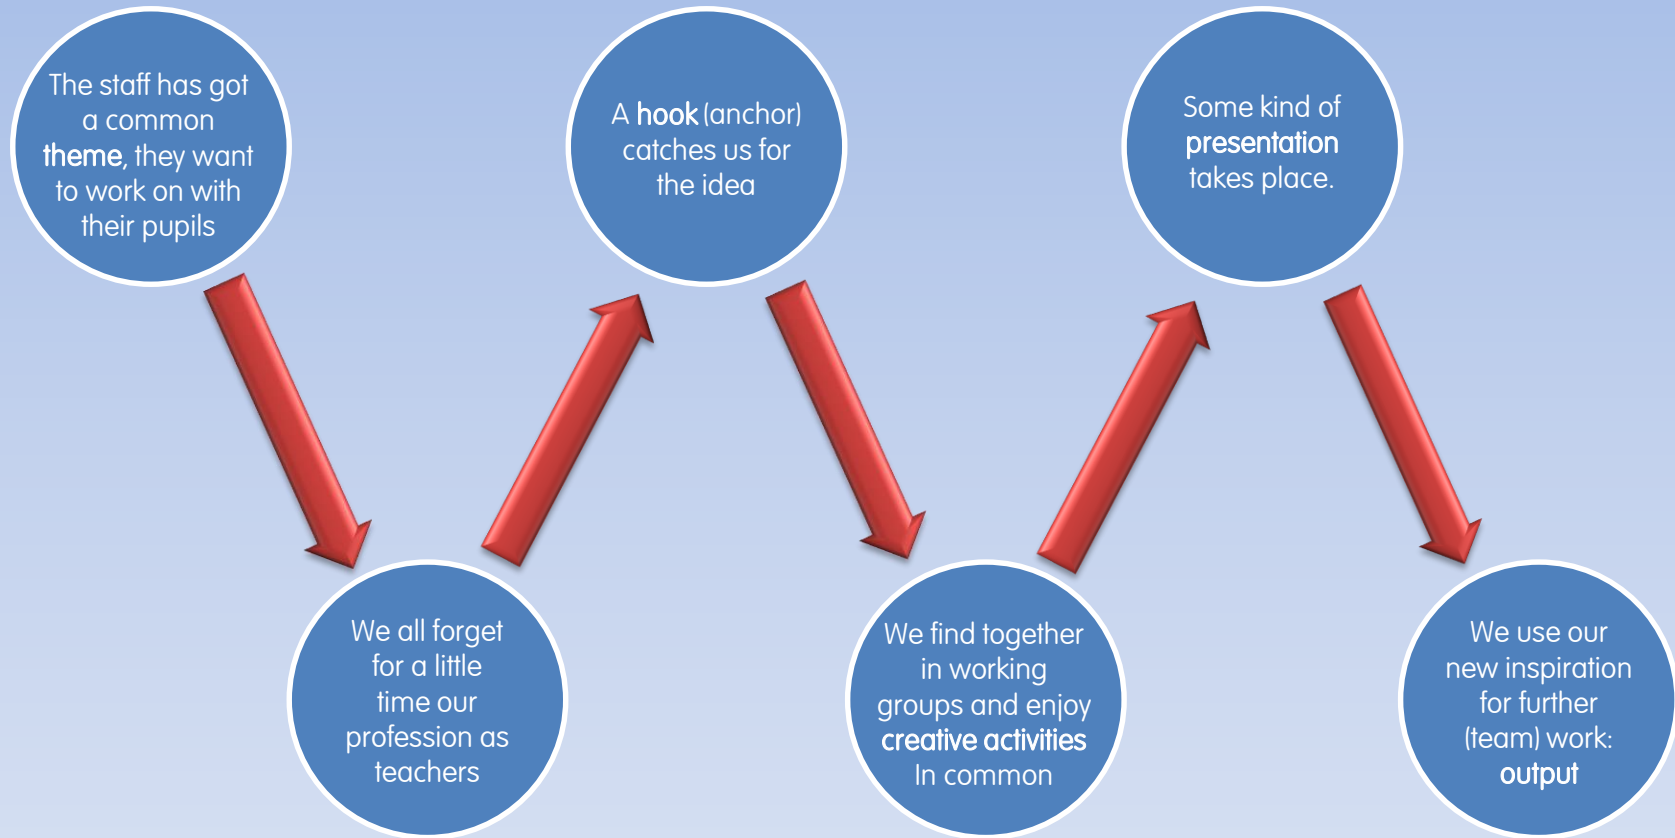 The staff has got
a common
theme, they want
to work on with
their pupils
We all forget
for a little
time our
profession as
teachers
A hook (anchor)
catches us for
the idea
We find together
in working
groups and enjoy
creative activities
In common
Some kind of
presentation
takes place.
We use our
new inspiration
for further
(team) work:
output